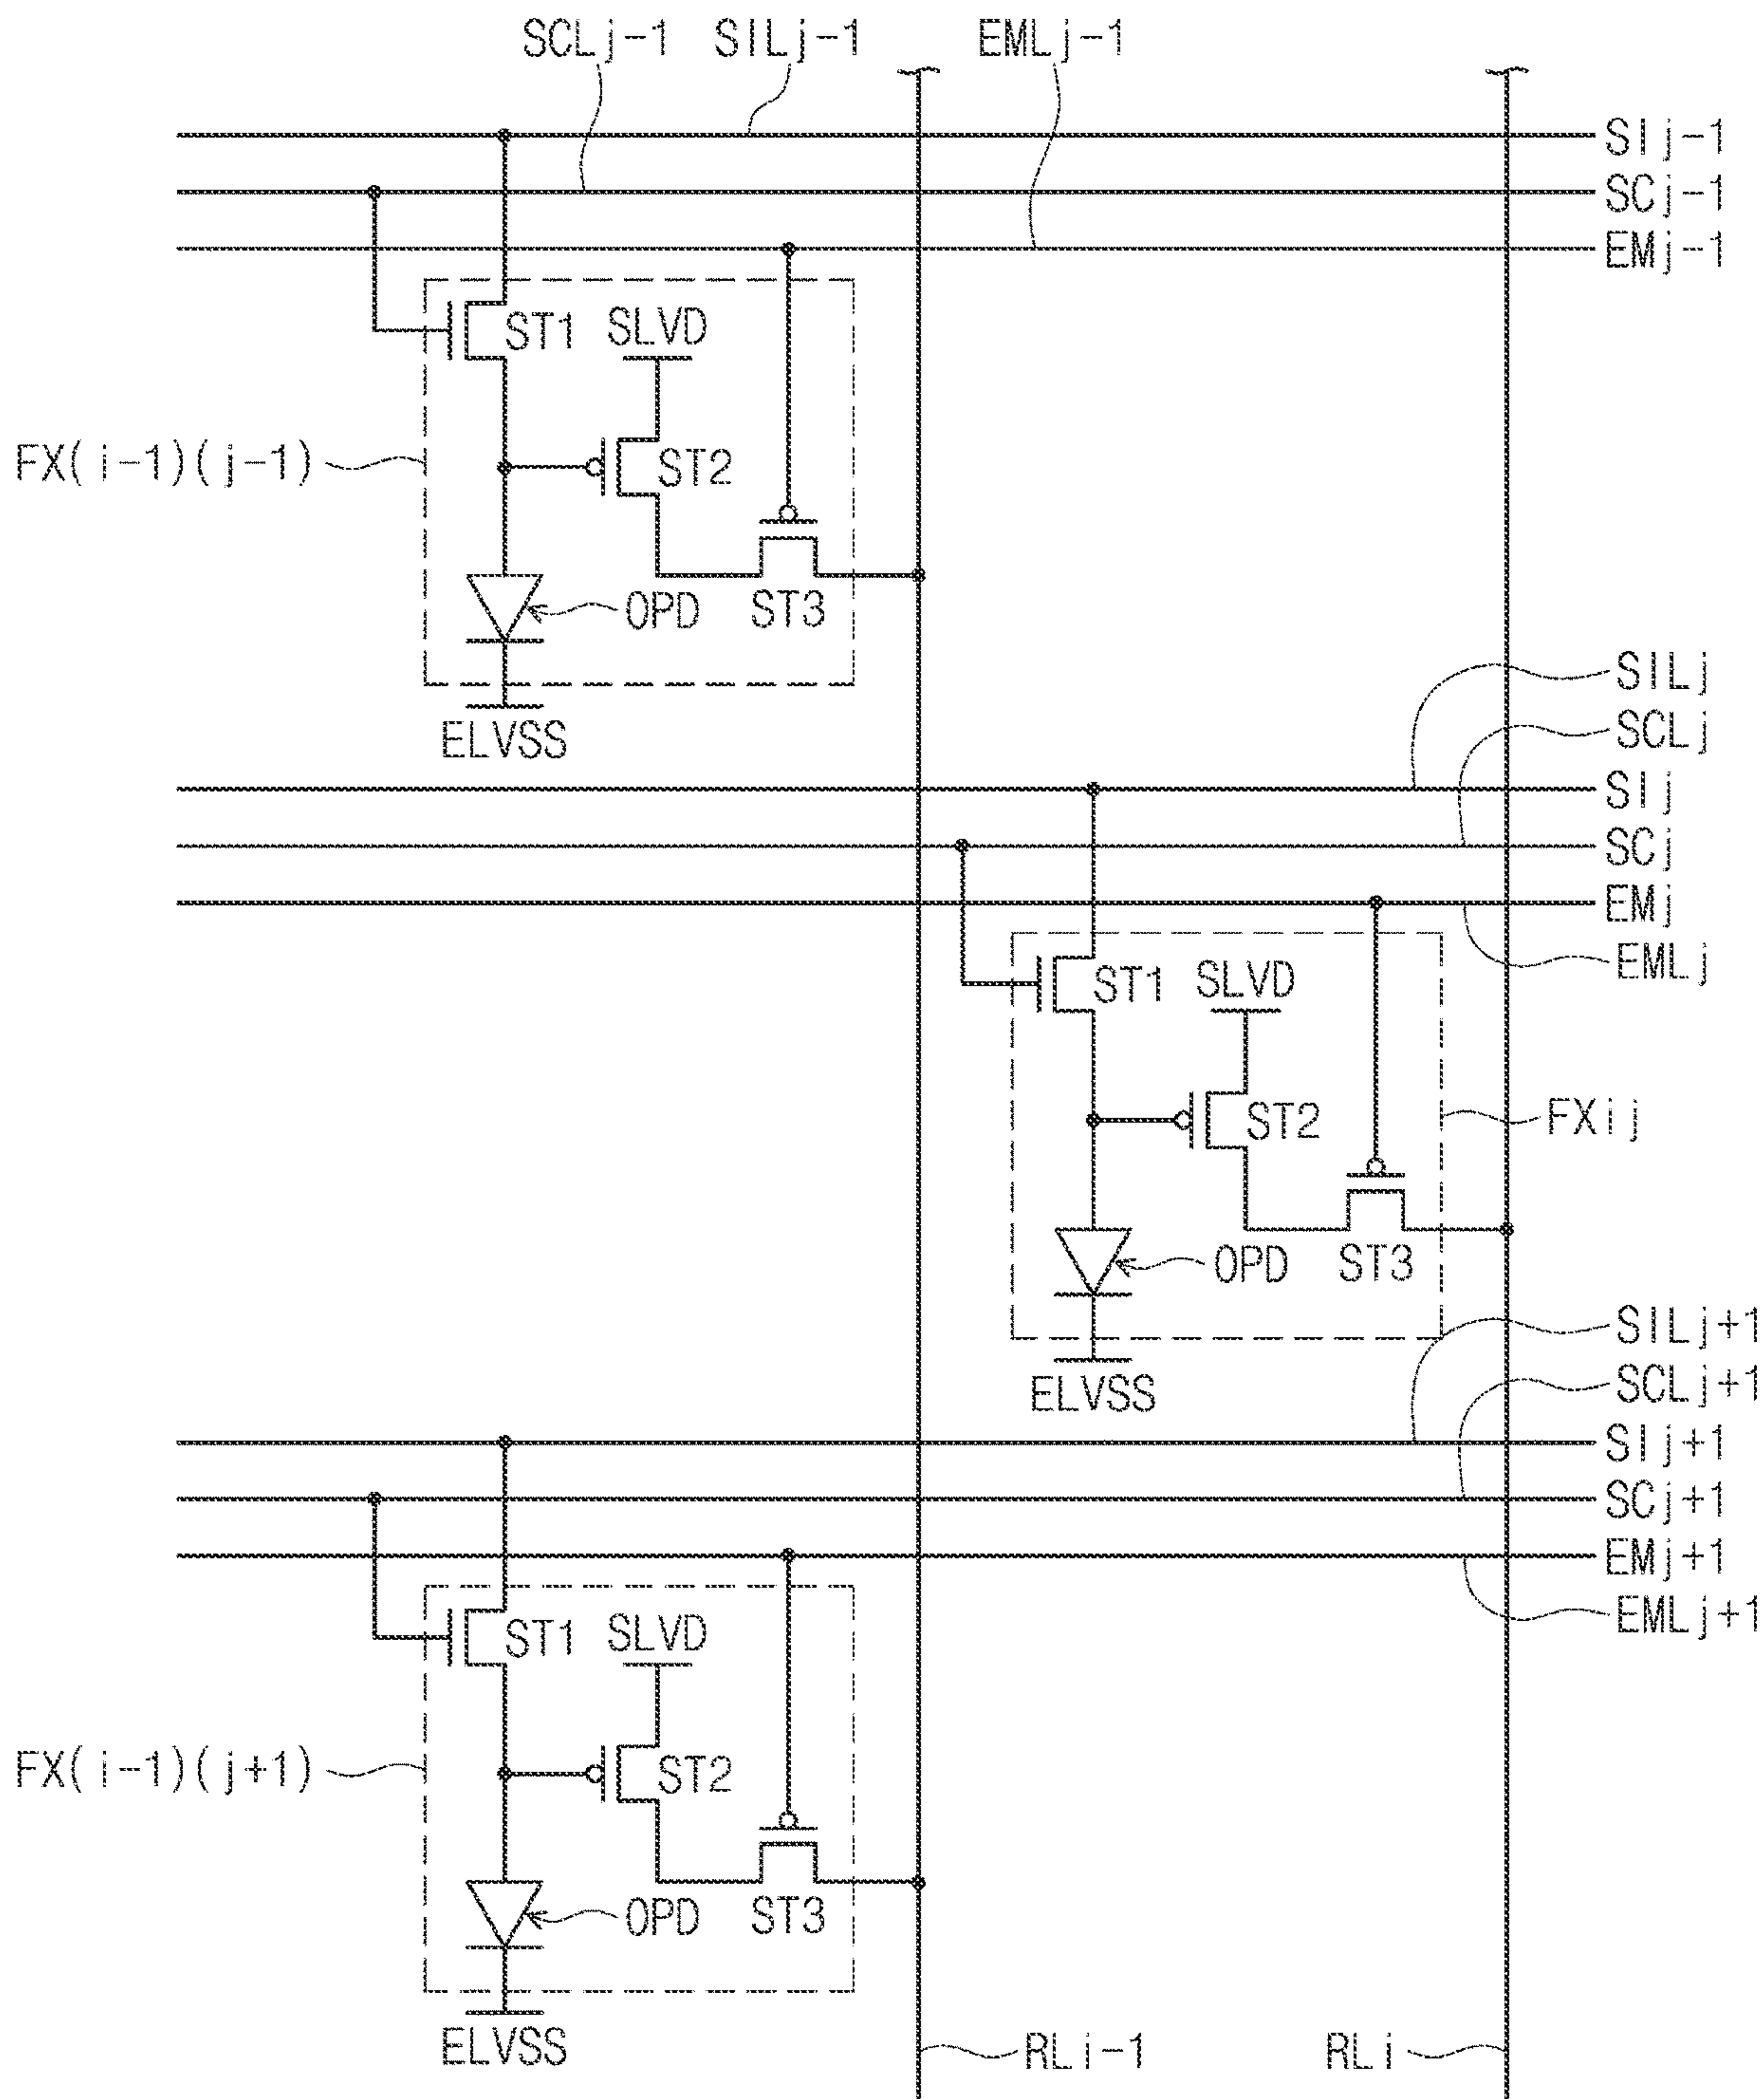 SCLj-1 SILj-1 EMLj-1
SIj-1
SCj-1
EMj-1
ST1 SLVD
FX(i-1)(j-1) ST2
OPD ST3
ELVSS
SILj
SCLj
SIj
SCj
EMj
EMLj
ST1 SLVD
ST2 FXij
OPD ST3
ELVSS
SILj+1
SCLj+1
SIj+1
SCj+1
EMj+1
EMLj+1
ST1 SLVD
FX(i-1)(j+1) ST2
OPD ST3
ELVSS
RLi-1 RLi